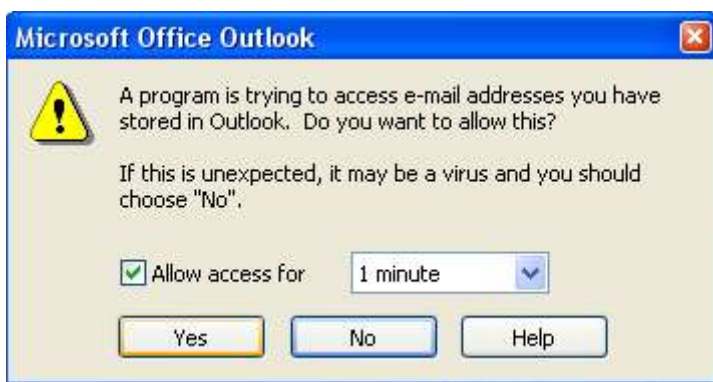 Microsoft Office Outlook
A program is trying to access e-mail addresses you have
stored in Outlook.  Do you want to allow this?
If this is unexpected, it may be a virus and you should
choose "No".
Allow access for 1 minute
Yes No Help